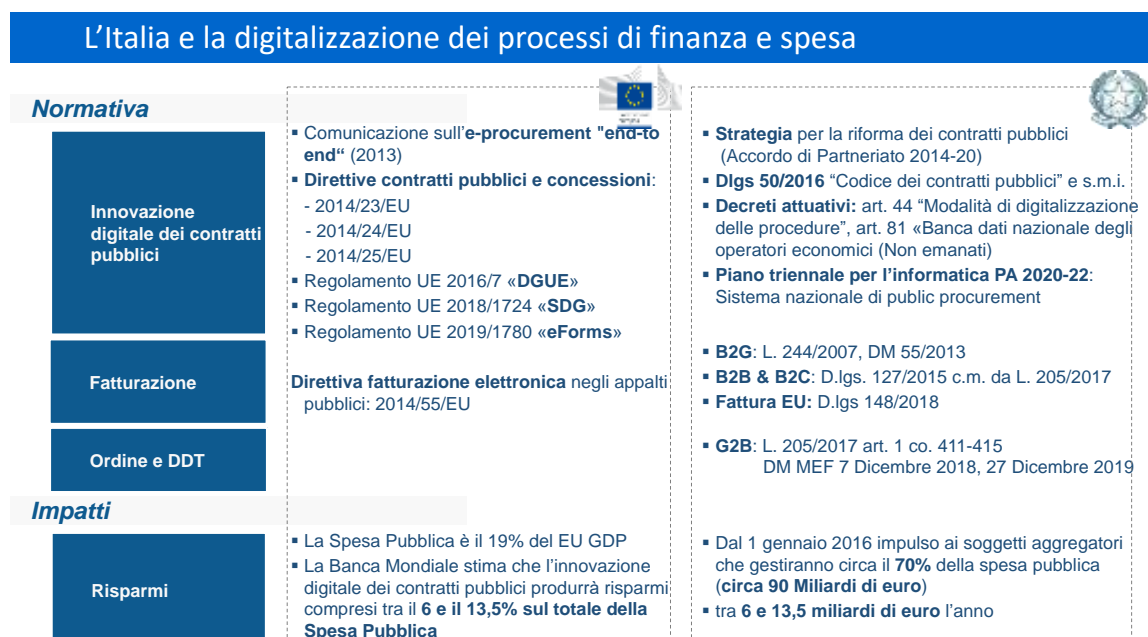 L'Italia e la digitalizzazione dei processi di finanza e spesa
Normativa
Innovazione
digitale dei contratti
pubblici
▪ Comunicazione sull'e-procurement "end-to
end“ (2013)
▪ Direttive contratti pubblici e concessioni:
- 2014/23/EU
- 2014/24/EU
- 2014/25/EU
▪ Regolamento UE 2016/7 «DGUE»
▪ Regolamento UE 2018/1724 «SDG»
▪ Regolamento UE 2019/1780 «eForms»
▪ Strategia per la riforma dei contratti pubblici
(Accordo di Partneriato 2014-20)
▪ Dlgs 50/2016 “Codice dei contratti pubblici” e s.m.i.
▪ Decreti attuativi: art. 44 “Modalità di digitalizzazione
delle procedure”, art. 81 «Banca dati nazionale degli
operatori economici (Non emanati)
▪ Piano triennale per l'informatica PA 2020-22:
Sistema nazionale di public procurement
Fatturazione
Direttiva fatturazione elettronica negli appalti
pubblici: 2014/55/EU
▪ B2G: L. 244/2007, DM 55/2013
▪ B2B & B2C: D.lgs. 127/2015 c.m. da L. 205/2017
▪ Fattura EU: D.lgs 148/2018
Ordine e DDT
▪ G2B: L. 205/2017 art. 1 co. 411-415
DM MEF 7 Dicembre 2018, 27 Dicembre 2019
Impatti
Risparmi
▪ La Spesa Pubblica è il 19% del EU GDP
▪ La Banca Mondiale stima che l'innovazione
digitale dei contratti pubblici produrrà risparmi
compresi tra il 6 e il 13,5% sul totale della
Spesa Pubblica
▪ Dal 1 gennaio 2016 impulso ai soggetti aggregatori
che gestiranno circa il 70% della spesa pubblica
(circa 90 Miliardi di euro)
▪ tra 6 e 13,5 miliardi di euro l'anno